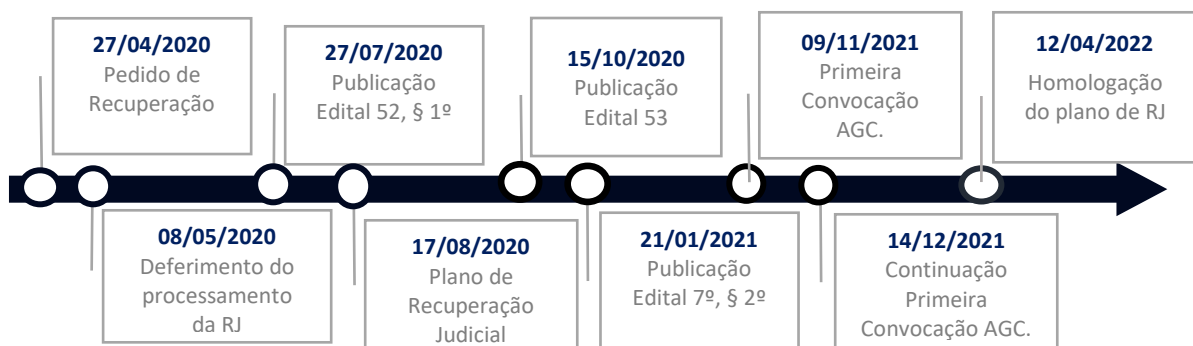 27/04/2020
Pedido de
Recuperação
27/07/2020
Publicação
Edital 52, § 1º
15/10/2020
Publicação
Edital 53
09/11/2021
Primeira
Convocação
AGC.
12/04/2022
Homologação
do plano de RJ
08/05/2020
Deferimento do
processamento
da RJ
17/08/2020
Plano de
Recuperação
Judicial
21/01/2021
Publicação
Edital 7º, § 2º
14/12/2021
Continuação
Primeira
Convocação AGC.